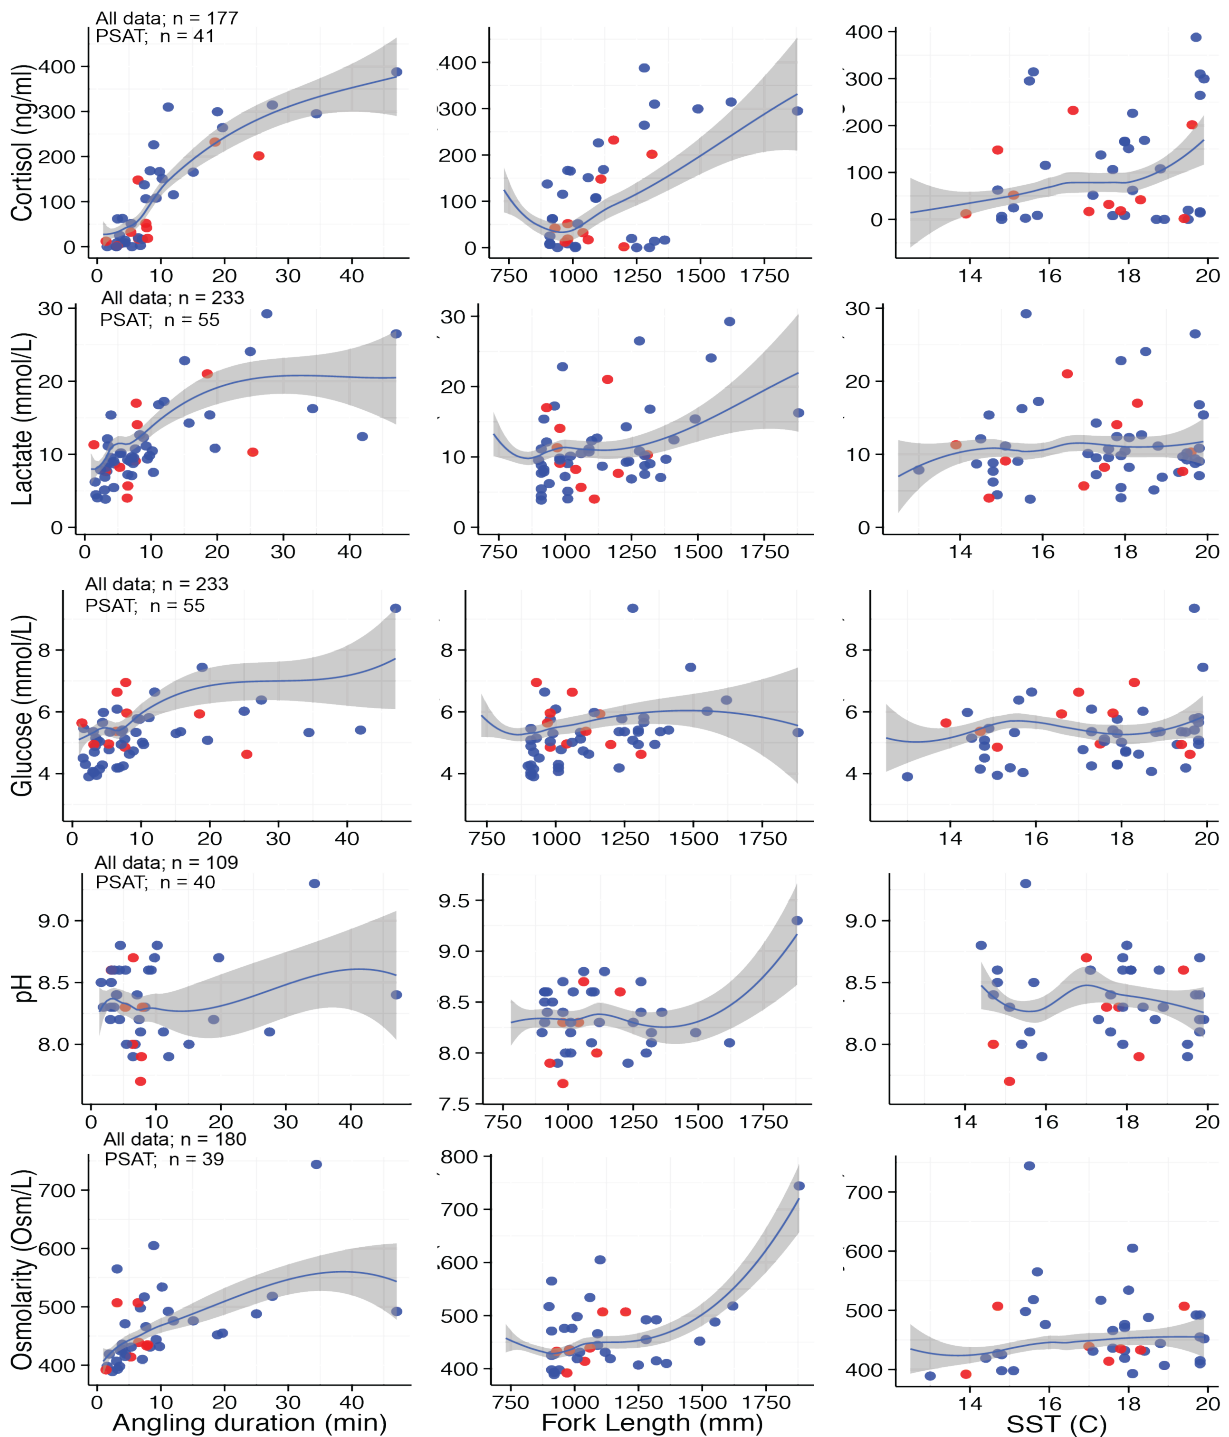 All data; n = 177
PSAT; n = 41
Cortisol (ng/ml)
400
300
200
100
0
0 10 20 30 40
400
300
200
100
0
750 1000 1250 1500 1750
400
300
200
100
0
14 16 18 20
All data; n = 233
PSAT; n = 55
Lactate (mmol/L)
30
20
10
0
0 10 20 30 40
30
20
10
0
750 1000 1250 1500 1750
30
20
10
0
14 16 18 20
All data; n = 233
PSAT; n = 55
Glucose (mmol/L)
8
6
4
0 10 20 30 40
8
6
4
750 1000 1250 1500 1750
8
6
4
14 16 18 20
All data; n = 109
PSAT; n = 40
pH
9.0
8.5
8.0
0 10 20 30 40
9.5
9.0
8.5
8.0
7.5
750 1000 1250 1500 1750
9.0
8.5
8.0
14 16 18 20
All data; n = 180
PSAT; n = 39
Osmolarity (Osm/L)
700
600
500
400
0 10 20 30 40
Angling duration (min)
800
700
600
500
400
750 1000 1250 1500 1750
Fork Length (mm)
700
600
500
400
14 16 18 20
SST (C)